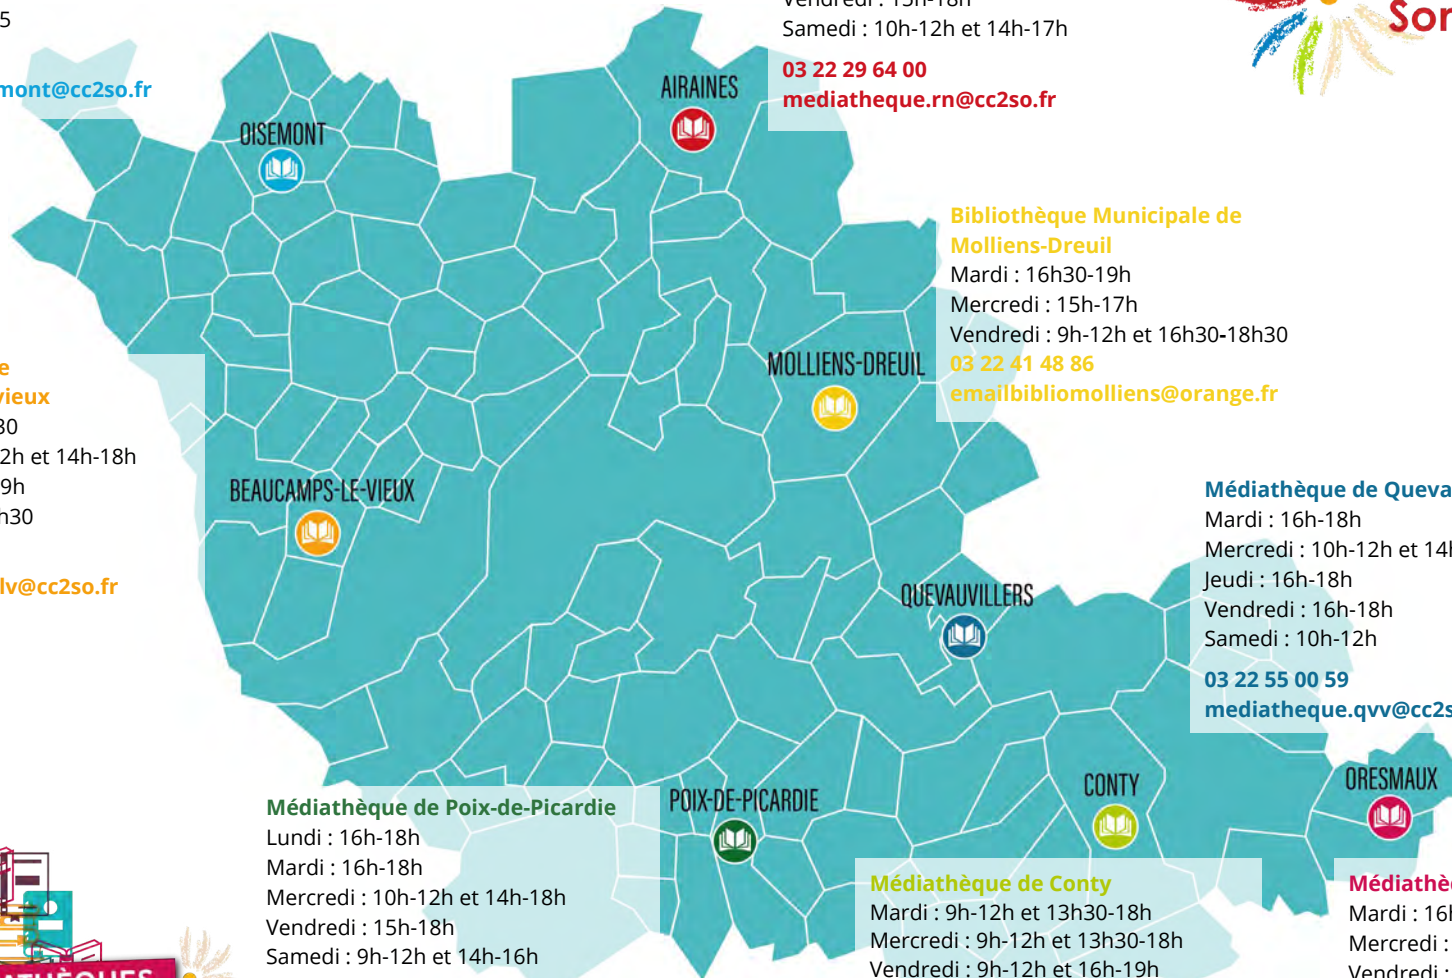 5
mont@cc2so.fr
Samedi : 10h-12h et 14h-17h
03 22 29 64 00
mediatheque.rn@cc2so.fr
Sor
AIRAINES
OISEMONT
Bibliothèque Municipale de
Molliens-Dreuil
Mardi : 16h30-19h
Mercredi : 15h-17h
Vendredi : 9h-12h et 16h30-18h30
03 22 41 48 86
emailbibliomolliens@orange.fr
MOLLIENS-DREUIL
e
vieux
30
2h et 14h-18h
9h
h30
lv@cc2so.fr
BEAUCAMPS-LE-VIEUX
Médiathèque de Queva
Mardi : 16h-18h
Mercredi : 10h-12h et 14h
Jeudi : 16h-18h
Vendredi : 16h-18h
Samedi : 10h-12h
03 22 55 00 59
mediatheque.qvv@cc2s
QUEVAUVILLERS
POIX-DE-PICARDIE
CONTY
ORESMAUX
Médiathèque de Poix-de-Picardie
Lundi : 16h-18h
Mardi : 16h-18h
Mercredi : 10h-12h et 14h-18h
Vendredi : 15h-18h
Samedi : 9h-12h et 14h-16h
Médiathèque de Conty
Mardi : 9h-12h et 13h30-18h
Mercredi : 9h-12h et 13h30-18h
Vendredi : 9h-12h et 16h-19h
Médiathè
Mardi : 16h
Mercredi :
Vendredi :